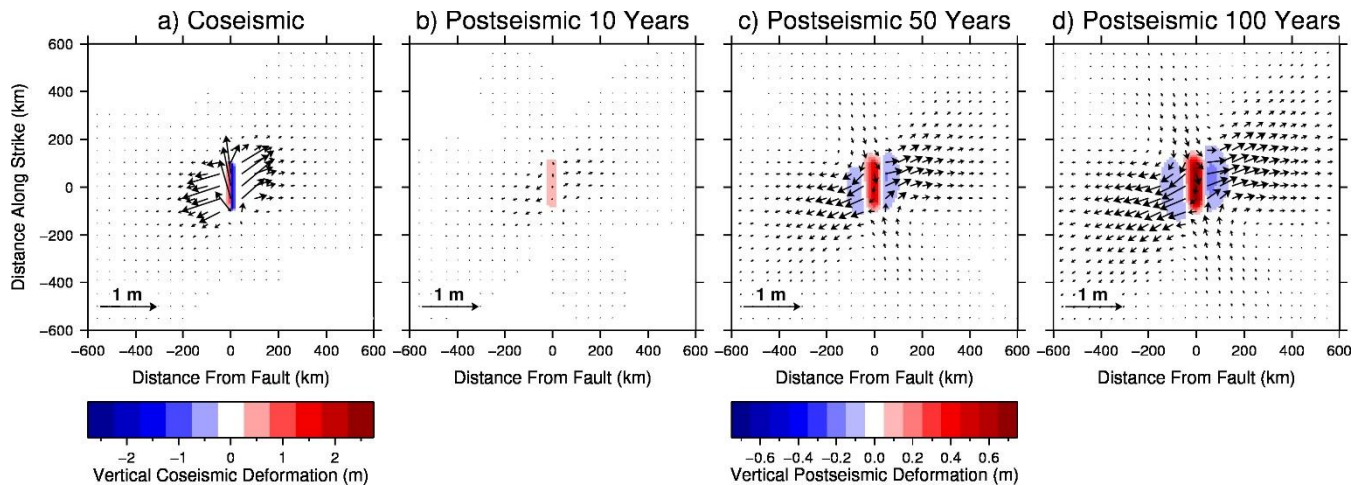 a) Coseismic
b) Postseismic 10 Years
c) Postseismic 50 Years
d) Postseismic 100 Years
Distance Along Strike (km)
600
400
200
0
−200
−400
−600
1 m
1 m
1 m
1 m
−600 −400 −200 0 200 400 600
−600 −400 −200 0 200 400 600
−600 −400 −200 0 200 400 600
−600 −400 −200 0 200 400 600
Distance From Fault (km)
Distance From Fault (km)
Distance From Fault (km)
Distance From Fault (km)
−2 −1 0 1 2
Vertical Coseismic Deformation (m)
−0.6 −0.4 −0.2 0.0 0.2 0.4 0.6
Vertical Postseismic Deformation (m)